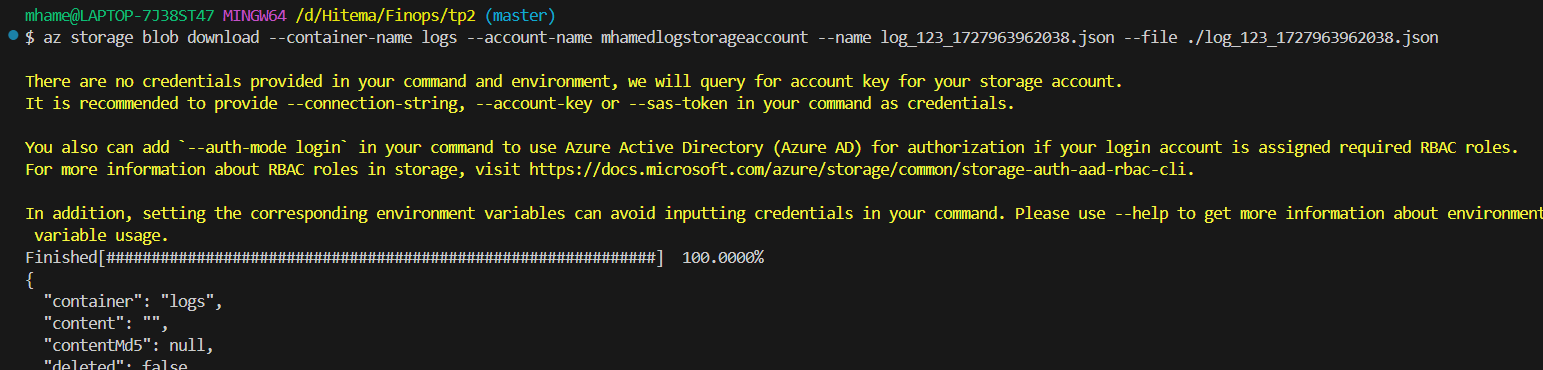 mhame@LAPTOP-7J38ST47 MINGW64 /d/Hitema/Finops/tp2 (master)
$ az storage blob download --container-name logs --account-name mhamedlogstorageaccount --name log_123_1727963962038.json --file ./log_123_1727963962038.json
There are no credentials provided in your command and environment, we will query for account key for your storage account.
It is recommended to provide --connection-string, --account-key or --sas-token in your command as credentials.
You also can add `--auth-mode login` in your command to use Azure Active Directory (Azure AD) for authorization if your login account is assigned required RBAC roles.
For more information about RBAC roles in storage, visit https://docs.microsoft.com/azure/storage/common/storage-auth-aad-rbac-cli.
In addition, setting the corresponding environment variables can avoid inputting credentials in your command. Please use --help to get more information about environment
variable usage.
Finished[#############################################################]  100.0000%
{
  "container": "logs",
  "content": "",
  "contentMd5": null,
  "deleted": false